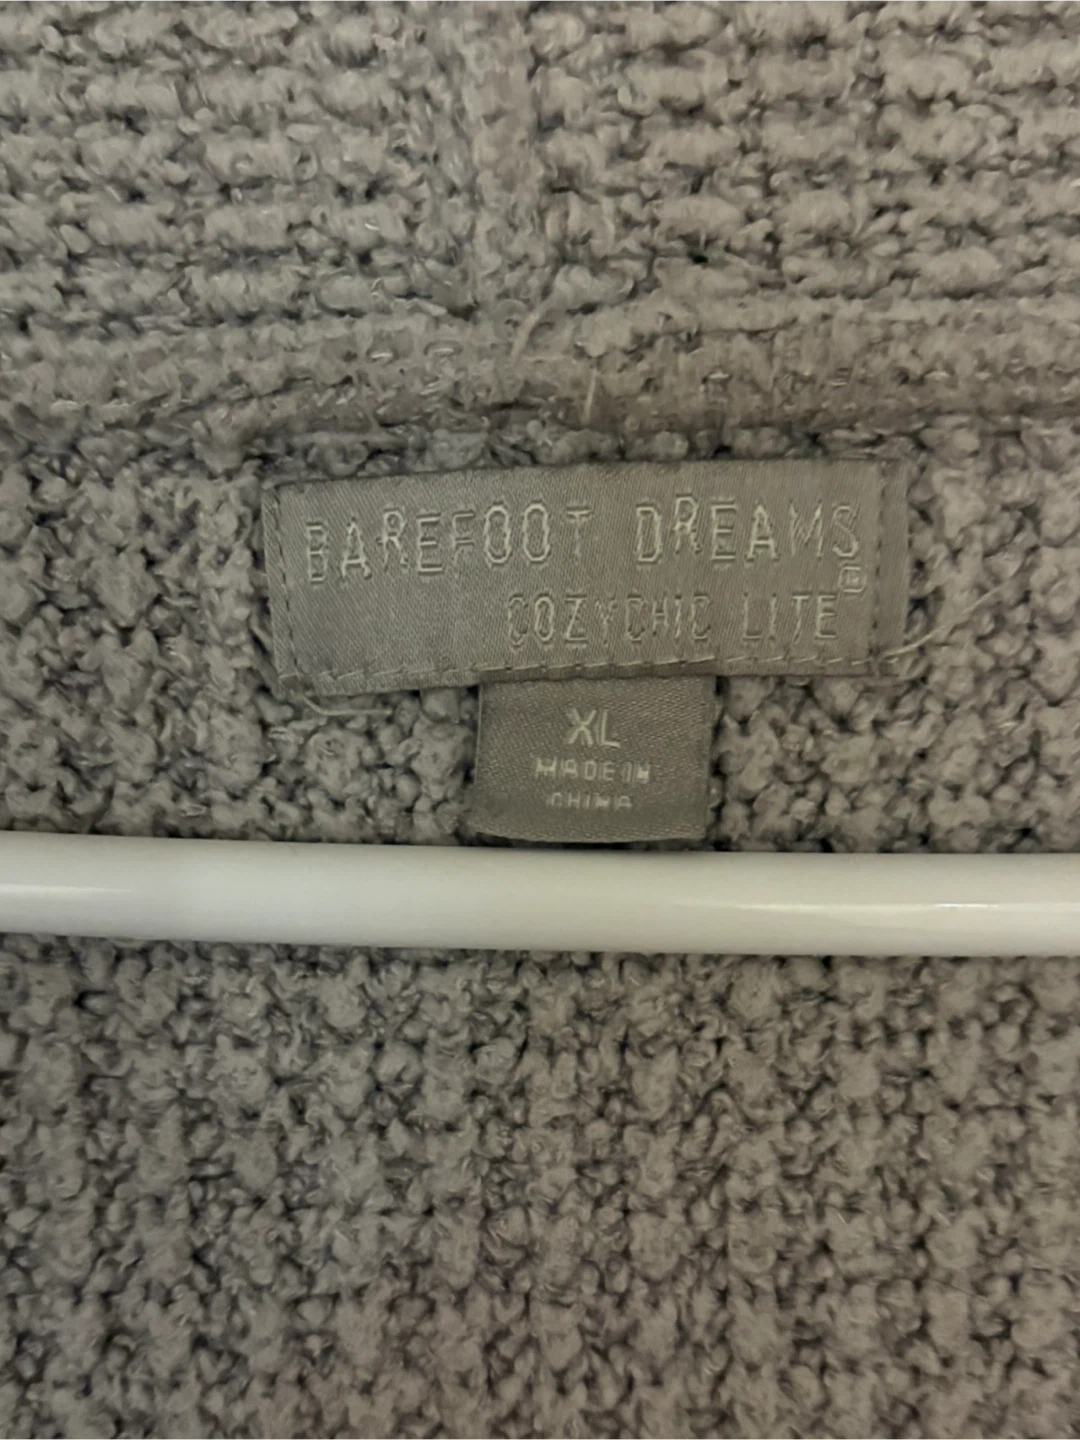 BAREFOOT DREAMS®
COZYCHIC LITE
XL
MADE IN
CHINA